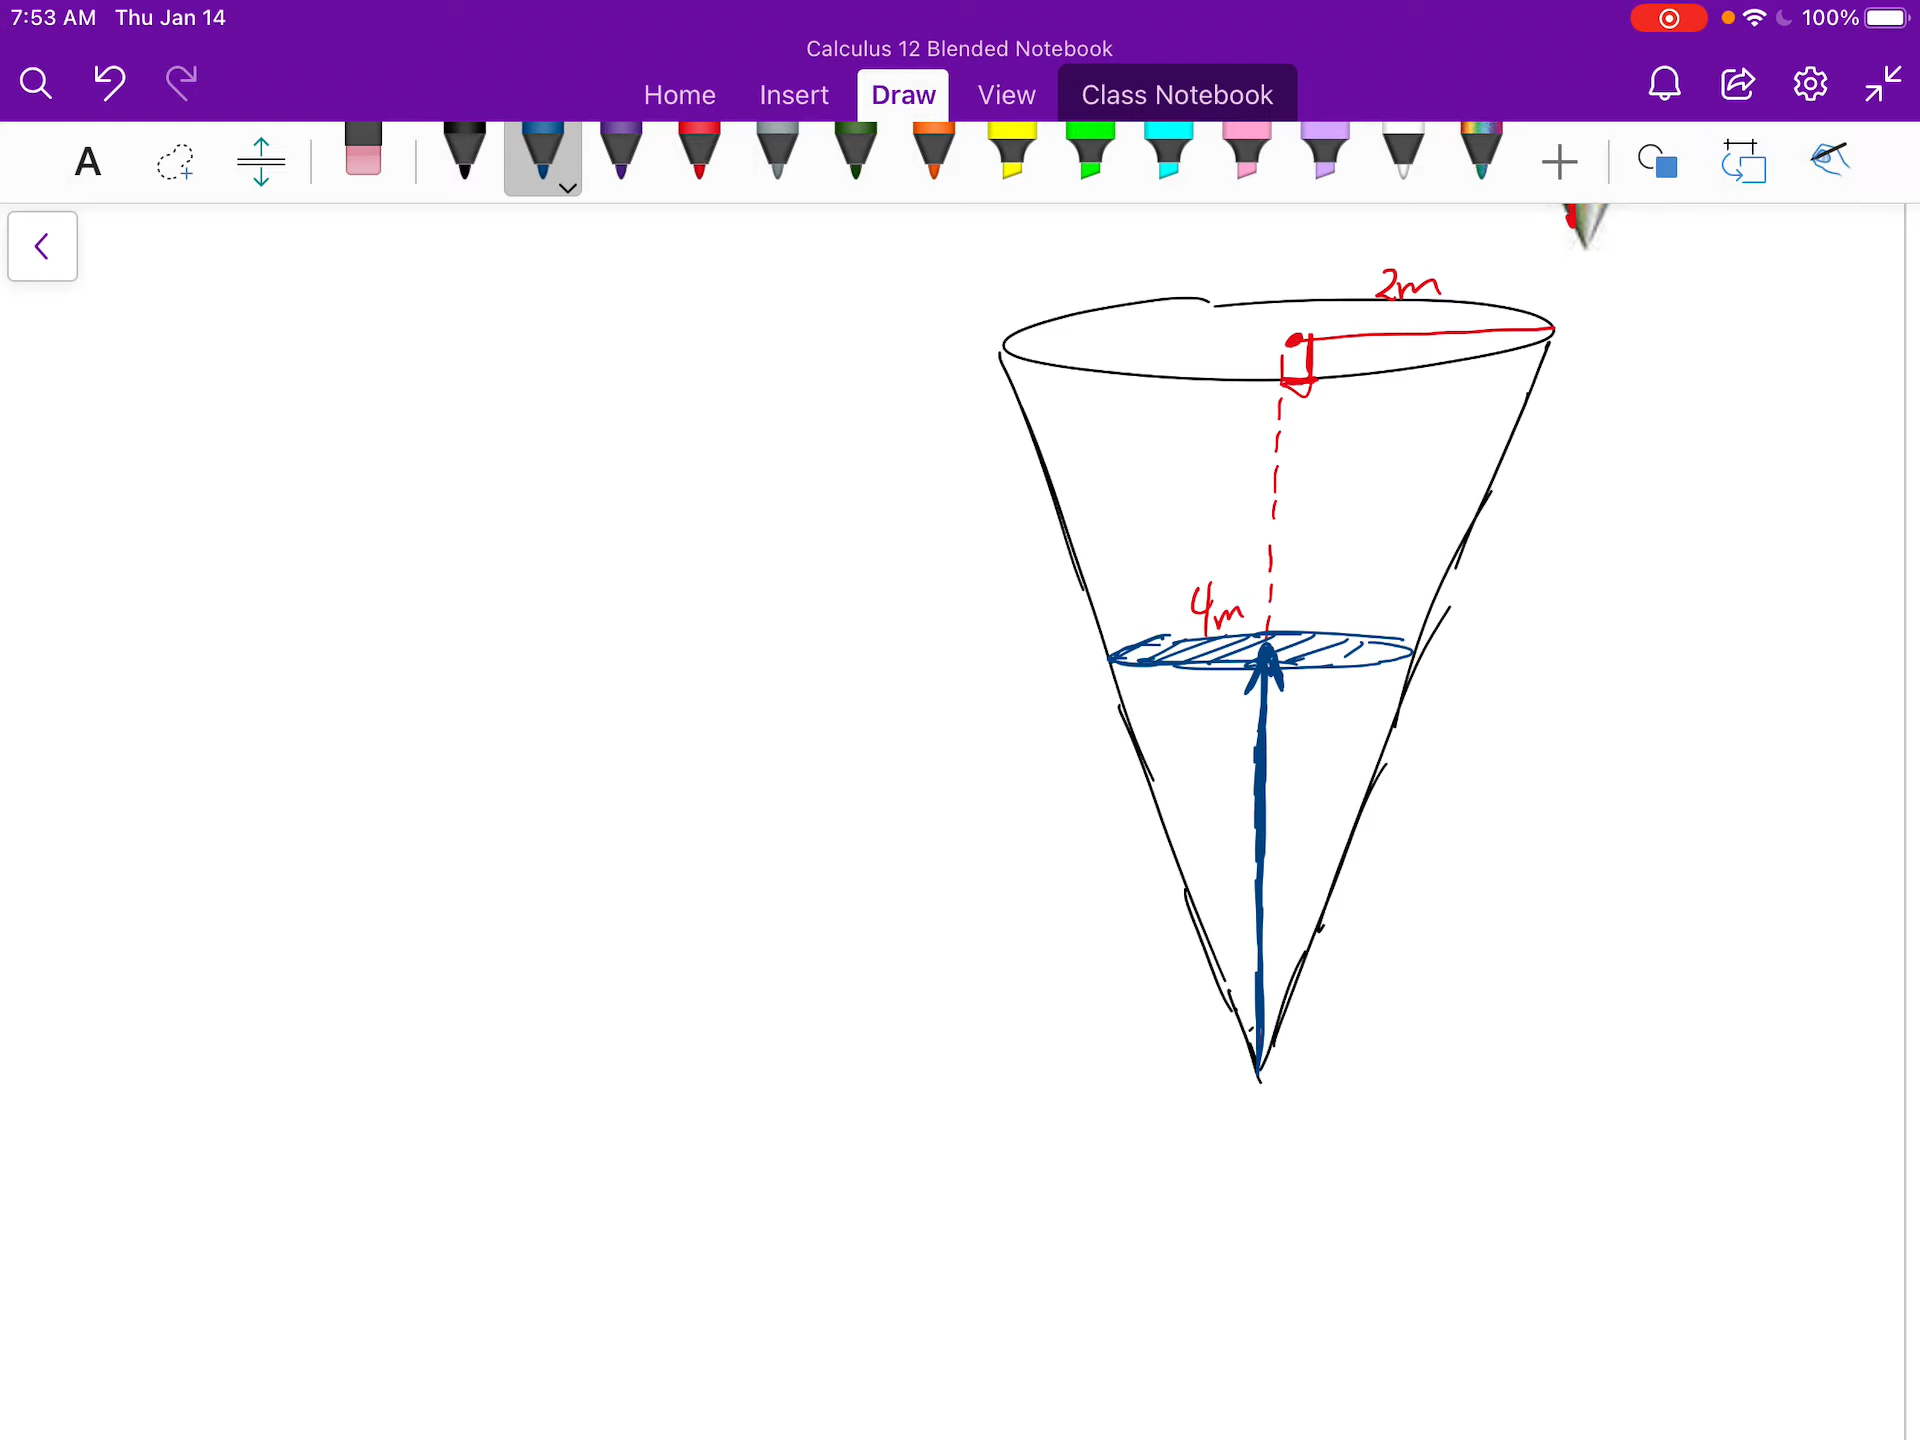 7:53 AM Thu Jan 14
100%
Calculus 12 Blended Notebook
Home Insert Draw View Class Notebook
A
2m
4m